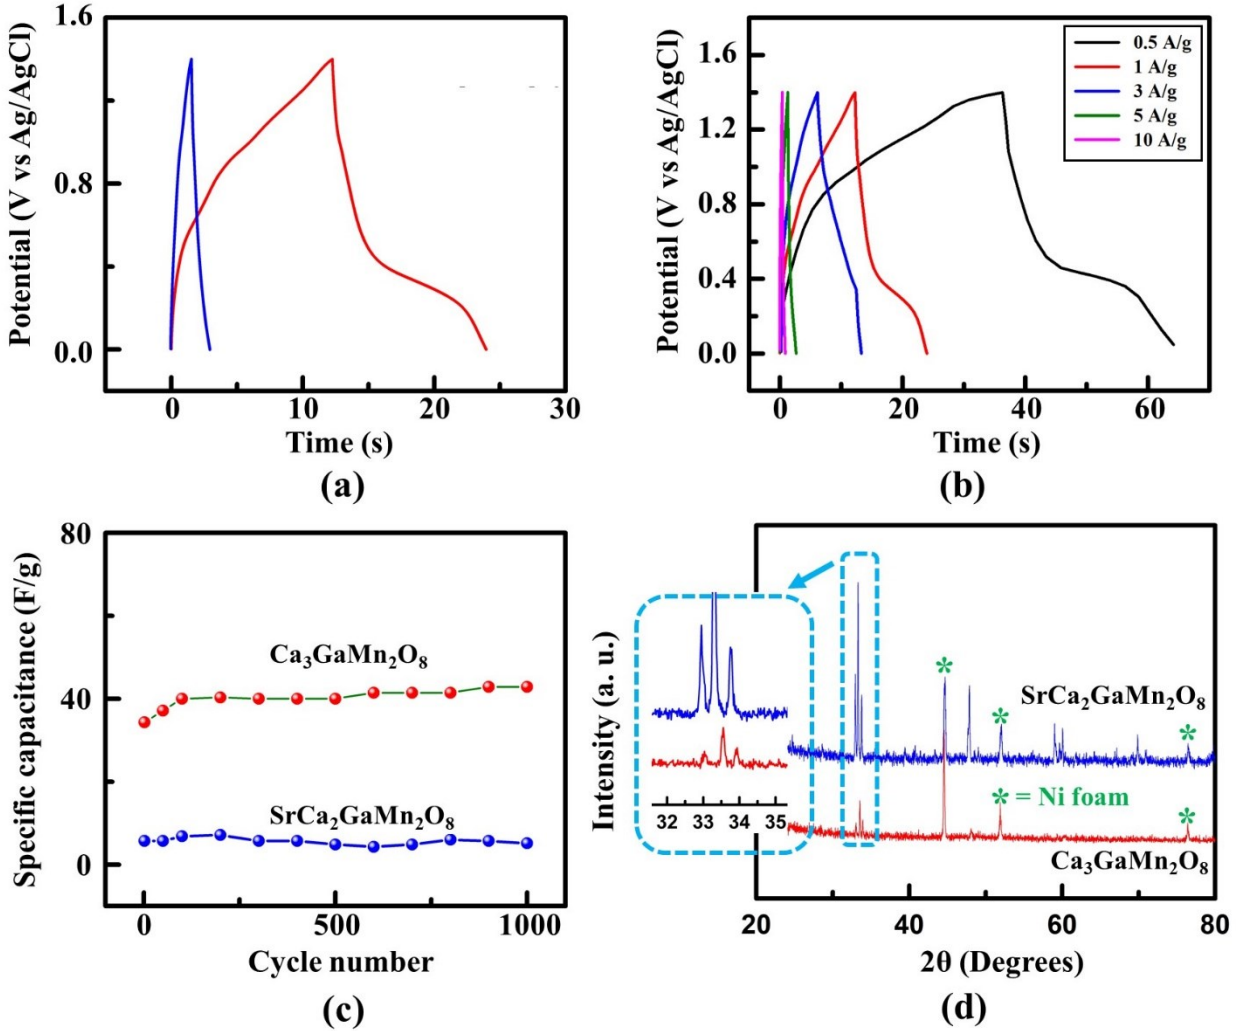 1.6
0.8
0.0
Potential (V vs Ag/AgCl)
0
10
20
30
Time (s)
(a)
1.6
1.2
0.8
0.4
0.0
Potential (V vs Ag/AgCl)
0.5 A/g
1 A/g
3 A/g
5 A/g
10 A/g
0
20
40
60
Time (s)
(b)
80
40
0
Specific capacitance (F/g)
Ca₃GaMn₂O₈
SrCa₂GaMn₂O₈
0
500
1000
Cycle number
(c)
Intensity (a. u.)
32
33
34
35
*
SrCa₂GaMn₂O₈
*
*
* = Ni foam
*
Ca₃GaMn₂O₈
20
40
60
80
2θ (Degrees)
(d)